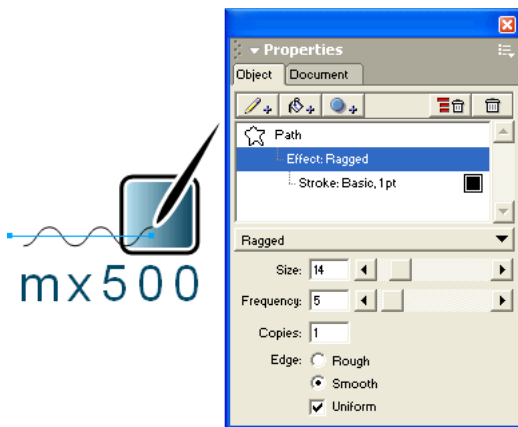 Properties
Object Document
Path
Effect: Ragged
Stroke: Basic, 1pt
Ragged
Size: 14
Frequency: 5
Copies: 1
Edge: Rough
Smooth
Uniform
mx500